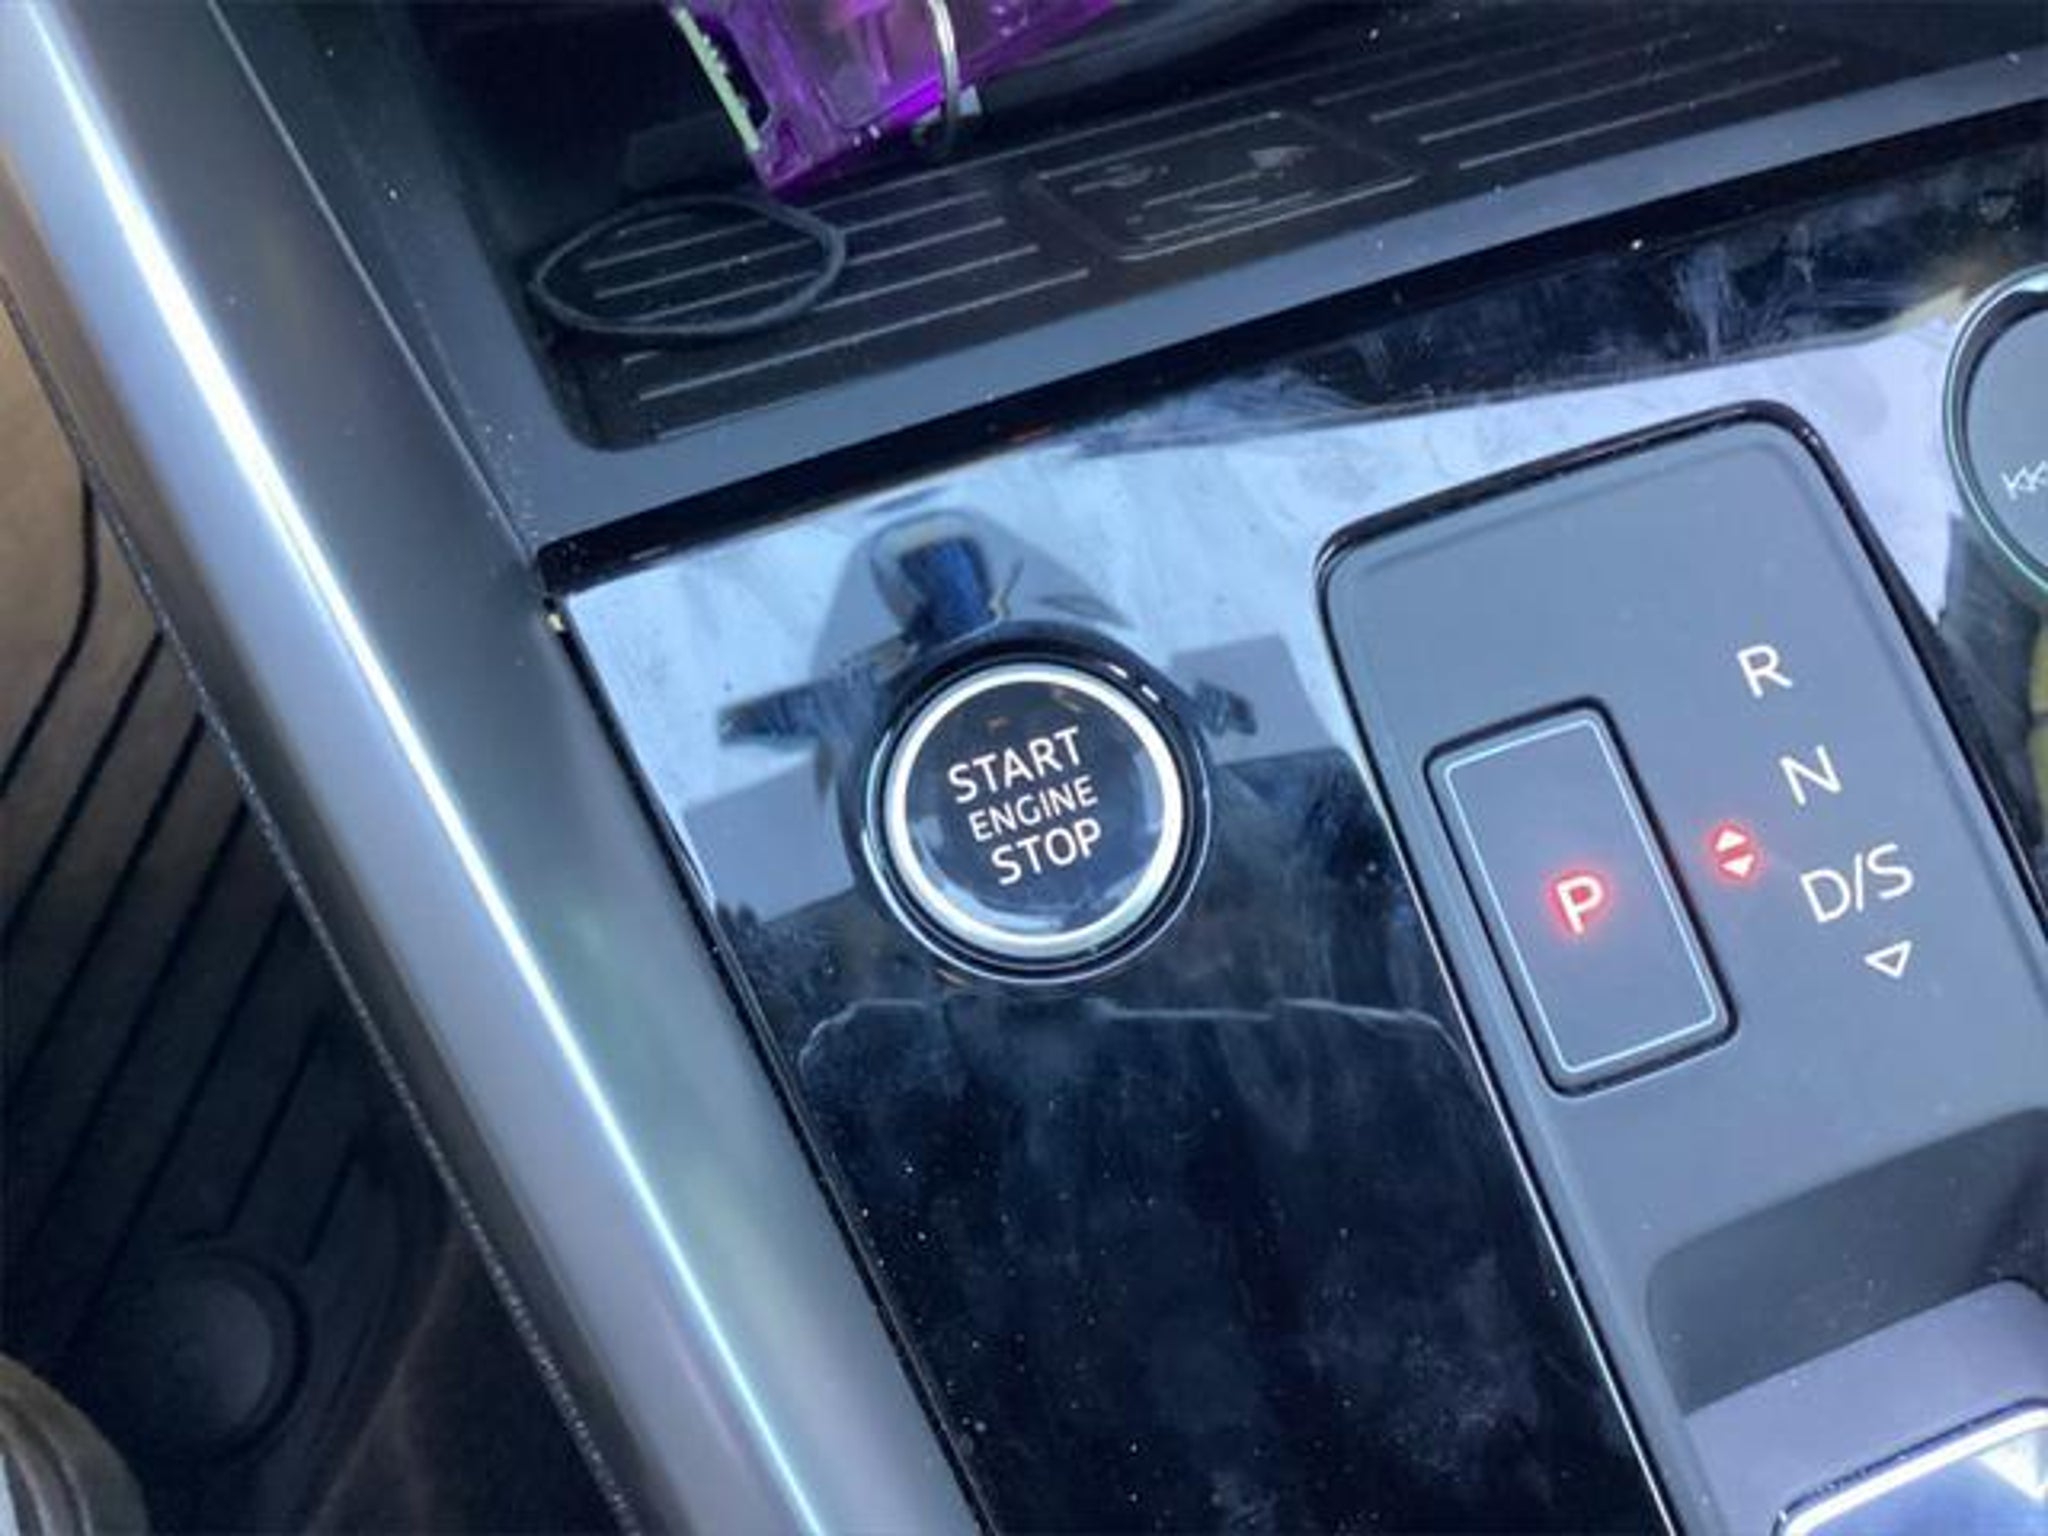 START
ENGINE
STOP
P
R
N
D/S